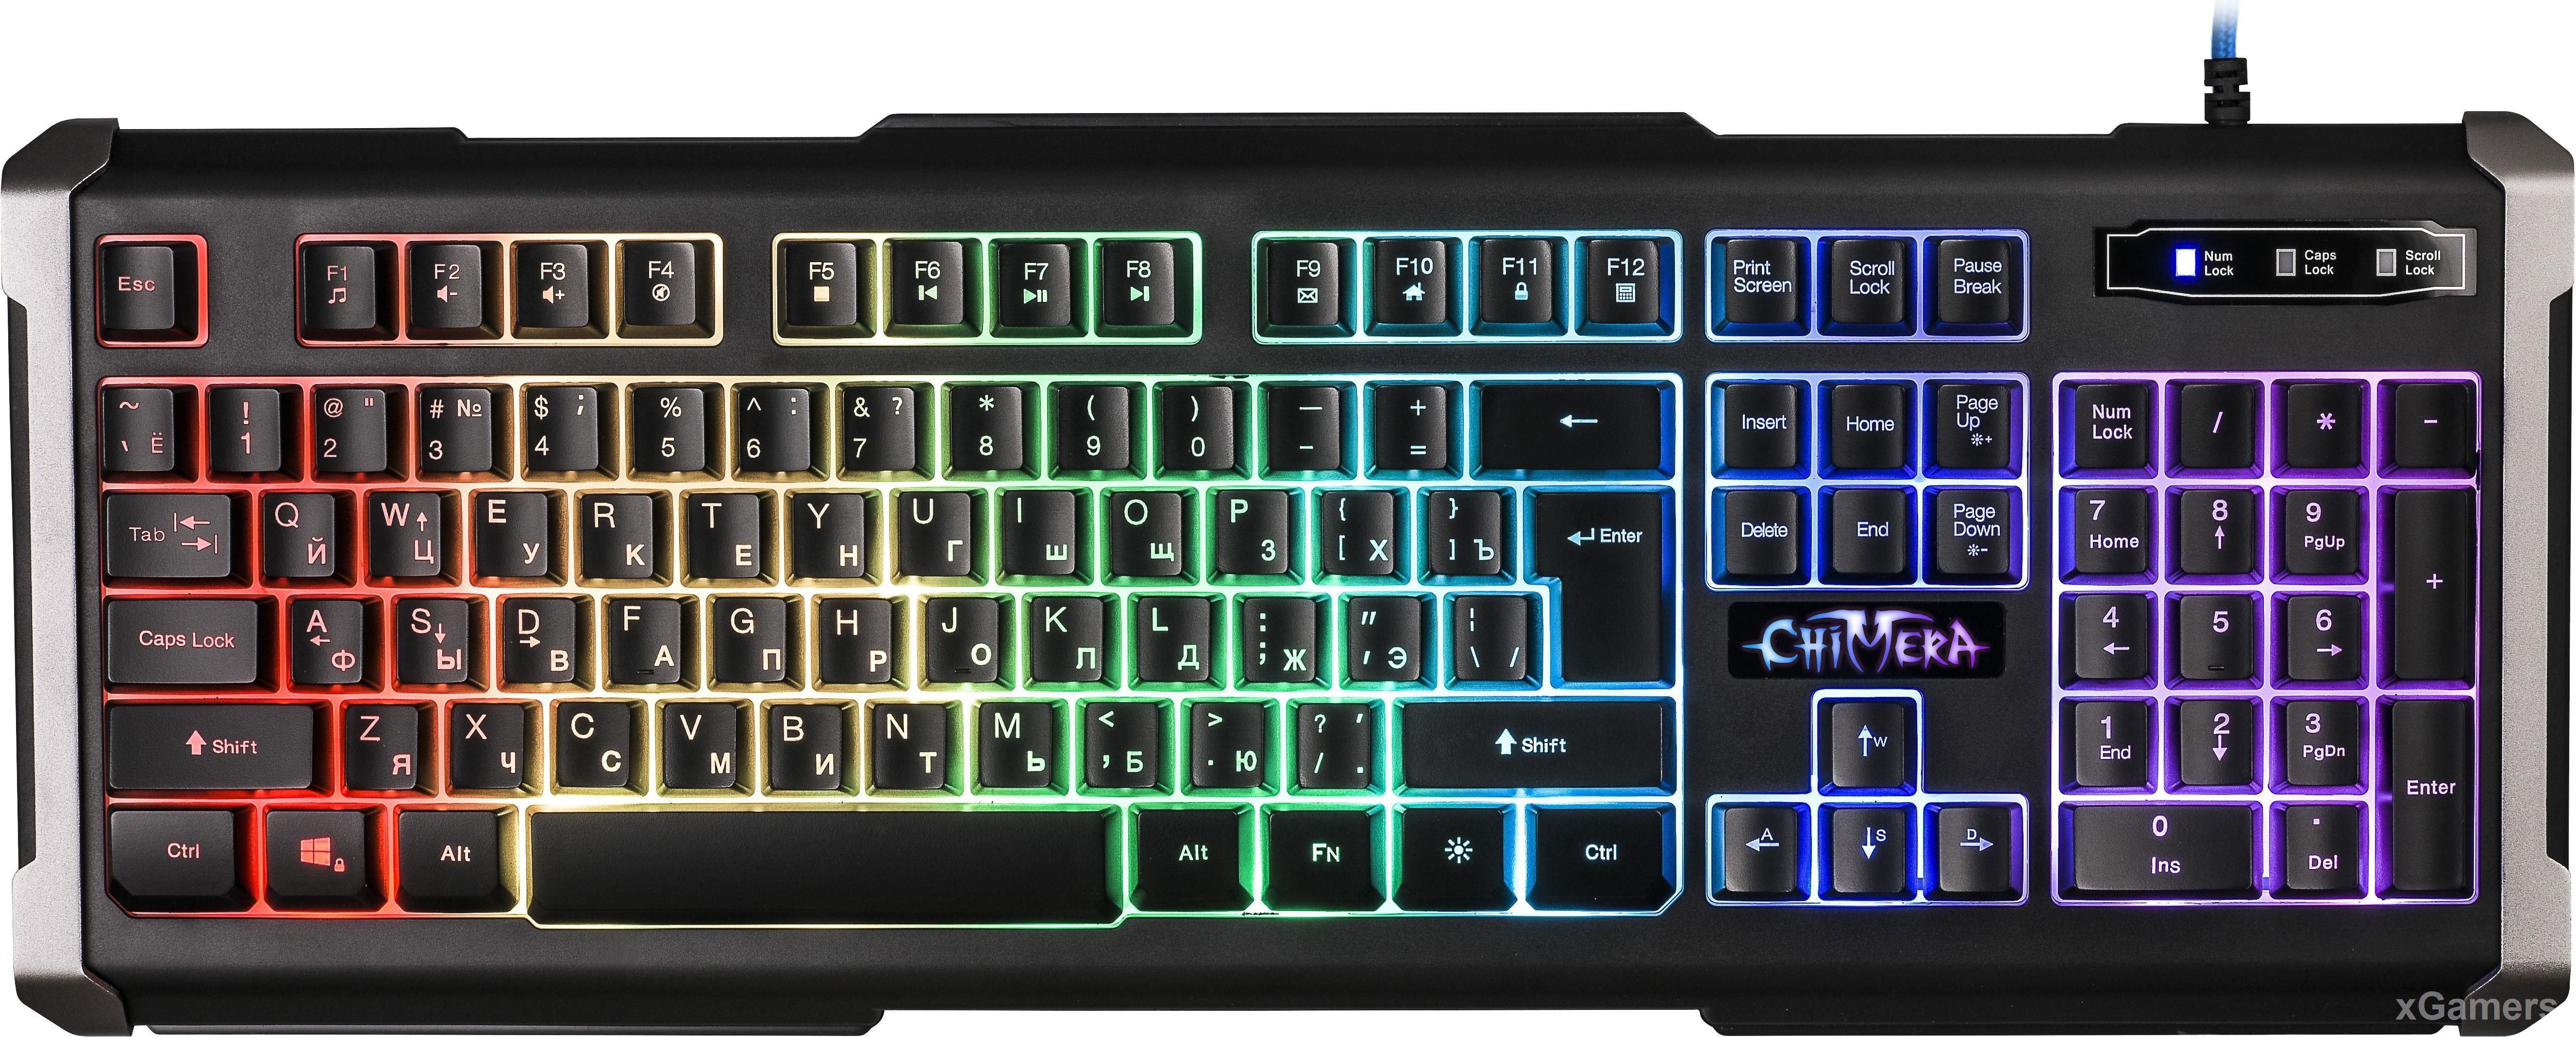 Esc F1 F2 F3 F4 F5 F6 F7 F8 F9 F10 F11 F12 Print Screen Scroll Lock Pause Break
Num Lock Caps Lock Scroll Lock
~ ! @ " # № $ ; % ^ : & ? * ( ) — +
\ Ё 1 2 3 4 5 6 7 8 9 0 - = ←
Insert Home Page Up
Num Lock / * -
Tab Q Й W ↑ Ц E У R К T Е Y Н U Г I Ш O Щ P З { [ Х } ] Ъ Enter
Delete End Page Down
7 Home 8 ↑ 9 PgUp +
Caps Lock A ← Ф S ↓ Ы D → В F А G П H Р J О K Л L Д : ; Ж " ' Э ¦ \ /
CHIMERA
4 ← 5 6 →
Shift Z Я X Ч C С V М B И N Т M Ь < , Б > . Ю ? ' / . Shift
↑ W
1 End 2 ↓ 3 PgDn Enter
Ctrl Alt Alt FN Ctrl
← A ↓ S D →
0 Ins . Del
xGamers